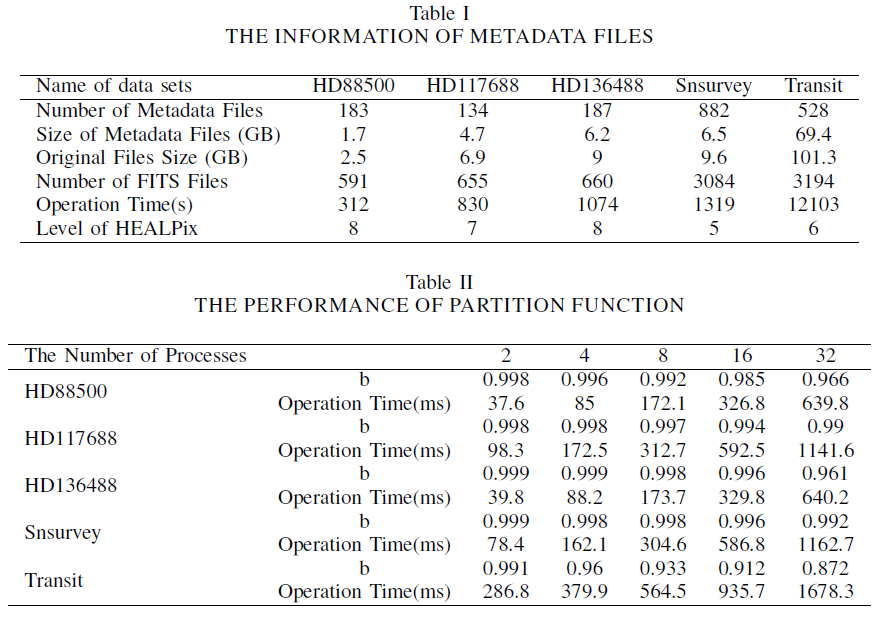 Table I
THE INFORMATION OF METADATA FILES
Name of data sets HD88500 HD117688 HD136488 Snsurvey Transit
Number of Metadata Files 183 134 187 882 528
Size of Metadata Files (GB) 1.7 4.7 6.2 6.5 69.4
Original Files Size (GB) 2.5 6.9 9 9.6 101.3
Number of FITS Files 591 655 660 3084 3194
Operation Time(s) 312 830 1074 1319 12103
Level of HEALPix 8 7 8 5 6
Table II
THE PERFORMANCE OF PARTITION FUNCTION
The Number of Processes 2 4 8 16 32
HD88500
b 0.998 0.996 0.992 0.985 0.966
Operation Time(ms) 37.6 85 172.1 326.8 639.8
HD117688
b 0.998 0.998 0.997 0.994 0.99
Operation Time(ms) 98.3 172.5 312.7 592.5 1141.6
HD136488
b 0.999 0.999 0.998 0.996 0.961
Operation Time(ms) 39.8 88.2 173.7 329.8 640.2
Snsurvey
b 0.999 0.998 0.998 0.996 0.992
Operation Time(ms) 78.4 162.1 304.6 586.8 1162.7
Transit
b 0.991 0.96 0.933 0.912 0.872
Operation Time(ms) 286.8 379.9 564.5 935.7 1678.3